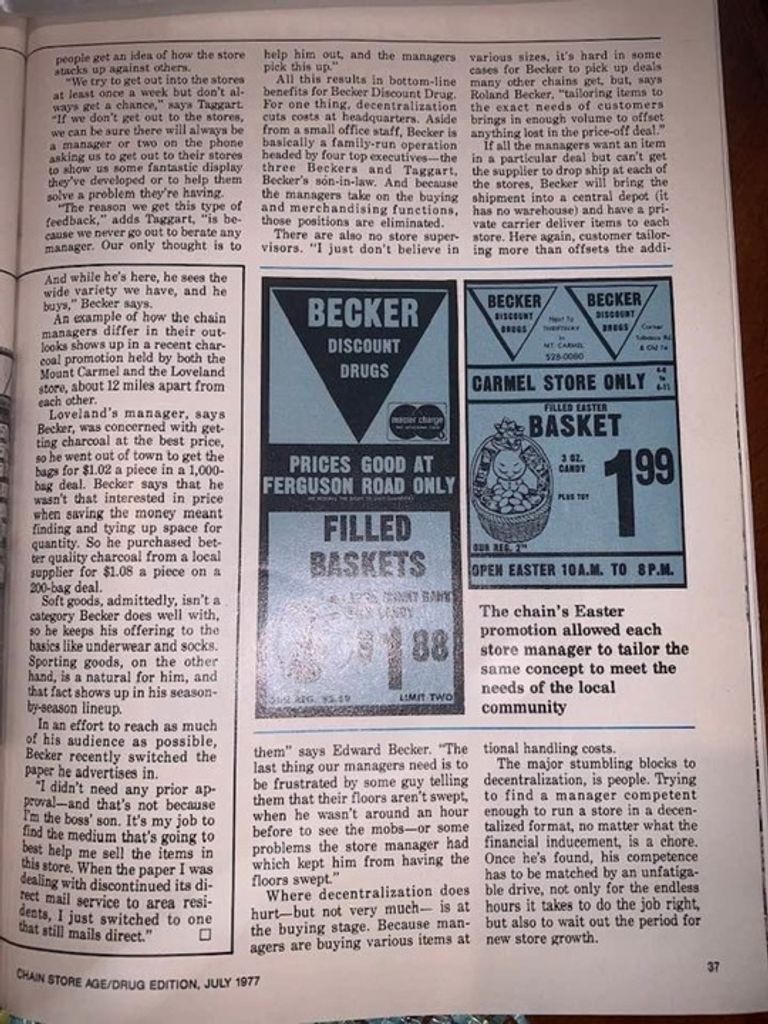 people get an idea of how the store
stacks up against others.
"We try to get out into the stores
at least once a week but don't al-
ways get a chance," says Taggart.
"If we don't get out to the stores,
we can be sure there will always be
a manager or two on the phone
asking us to get out to their stores
to show us some fantastic display
they've developed or to help them
solve a problem they're having.
"The reason we get this type of
feedback," adds Taggart, "is be-
cause we never go out to berate any
manager. Our only thought is to
help him out, and the managers
pick this up."
All this results in bottom-line
benefits for Becker Discount Drug.
For one thing, decentralization
cuts costs at headquarters. Aside
from a small office staff, Becker is
basically a family-run operation
headed by four top executives—the
three Beckers and Taggart,
Becker's son-in-law. And because
the managers take on the buying
and merchandising functions,
those positions are eliminated.
There are also no store super-
visors. "I just don't believe in
various sizes, it's hard in some
cases for Becker to pick up deals
many other chains get, but, says
Roland Becker, "tailoring items to
the exact needs of customers
brings in enough volume to offset
anything lost in the price-off deal."
If all the managers want an item
in a particular deal but can't get
the supplier to drop ship at each of
the stores, Becker will bring the
shipment into a central depot (it
has no warehouse) and have a pri-
vate carrier deliver items to each
store. Here again, customer tailor-
ing more than offsets the addi-
And while he's here, he sees the
wide variety we have, and he
buys," Becker says.
An example of how the chain
managers differ in their out-
looks shows up in a recent char-
coal promotion held by both the
Mount Carmel and the Loveland
store, about 12 miles apart from
each other.
Loveland's manager, says
Becker, was concerned with get-
ting charcoal at the best price,
so he went out of town to get the
bags for $1.02 a piece in a 1,000-
bag deal. Becker says that he
wasn't that interested in price
when saving the money meant
finding and tying up space for
quantity. So he purchased bet-
ter quality charcoal from a local
supplier for $1.08 a piece on a
200-bag deal.
Soft goods, admittedly, isn't a
category Becker does well with,
so he keeps his offering to the
basics like underwear and socks.
Sporting goods, on the other
hand, is a natural for him, and
that fact shows up in his season-
by-season lineup.
In an effort to reach as much
of his audience as possible,
Becker recently switched the
paper he advertises in.
"I didn't need any prior ap-
proval—and that's not because
I'm the boss' son. It's my job to
find the medium that's going to
best help me sell the items in
this store. When the paper I was
dealing with discontinued its di-
rect mail service to area resi-
dents, I just switched to one
that still mails direct."
BECKER
DISCOUNT
DRUGS
master charge
PRICES GOOD AT
FERGUSON ROAD ONLY
FILLED
BASKETS
$1 88
LIMIT TWO
BECKER
DISCOUNT
DRUGS
Next To
THRIFTWAY
in
MT. CARMEL
528-0080
BECKER
DISCOUNT
DRUGS
Corner
CARMEL STORE ONLY
FILLED EASTER
BASKET
3 OZ.
CANDY
PLUS TOY
1 99
OUR REG. 2
OPEN EASTER 10 A.M. TO 8 P.M.
The chain's Easter
promotion allowed each
store manager to tailor the
same concept to meet the
needs of the local
community
them" says Edward Becker. "The
last thing our managers need is to
be frustrated by some guy telling
them that their floors aren't swept,
when he wasn't around an hour
before to see the mobs—or some
problems the store manager had
which kept him from having the
floors swept."
Where decentralization does
hurt—but not very much— is at
the buying stage. Because man-
agers are buying various items at
tional handling costs.
The major stumbling blocks to
decentralization, is people. Trying
to find a manager competent
enough to run a store in a decen-
talized format, no matter what the
financial inducement, is a chore.
Once he's found, his competence
has to be matched by an unfatiga-
ble drive, not only for the endless
hours it takes to do the job right,
but also to wait out the period for
new store growth.
CHAIN STORE AGE/DRUG EDITION, JULY 1977
37